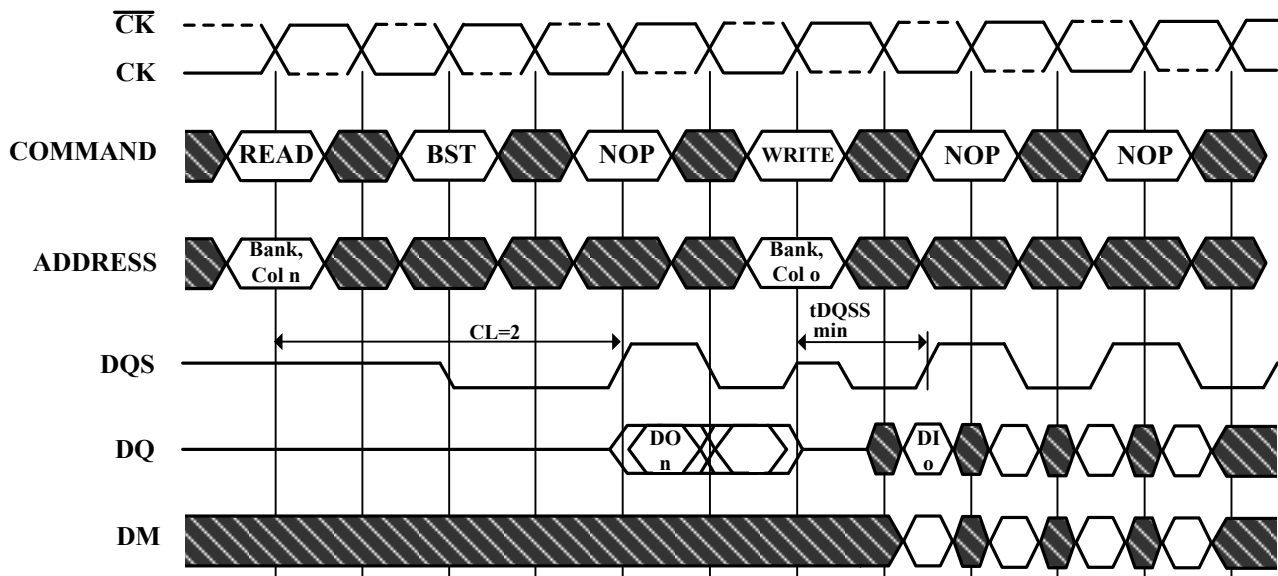 CK
CK
COMMAND READ BST NOP WRITE NOP NOP
ADDRESS Bank, Col n Bank, Col o
CL=2 tDQSS min
DQS
DQ DO n DI o
DM